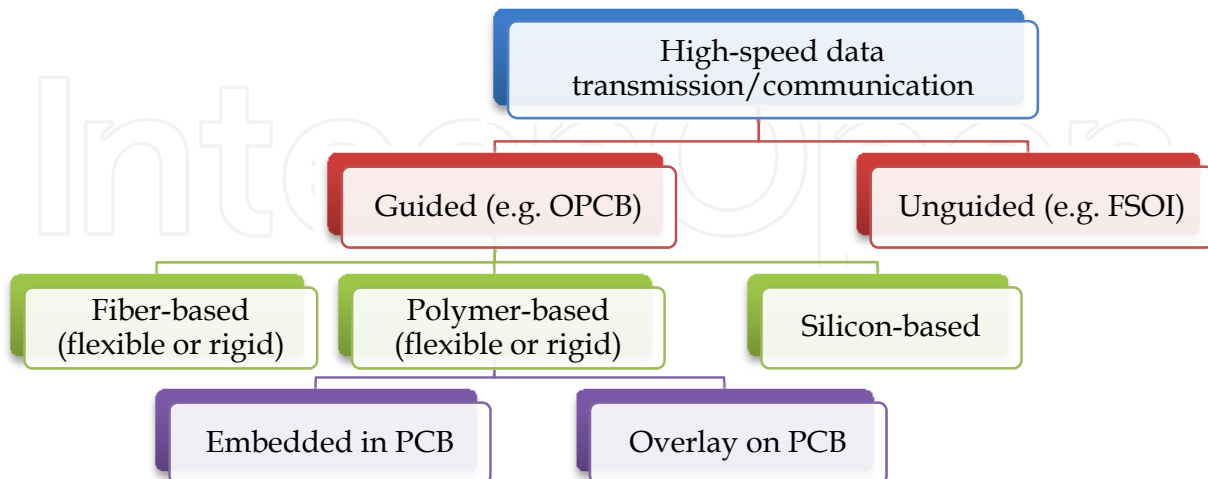 High-speed data
transmission/communication
Guided (e.g. OPCB)
Unguided (e.g. FSOI)
Fiber-based
(flexible or rigid)
Polymer-based
(flexible or rigid)
Silicon-based
Embedded in PCB
Overlay on PCB